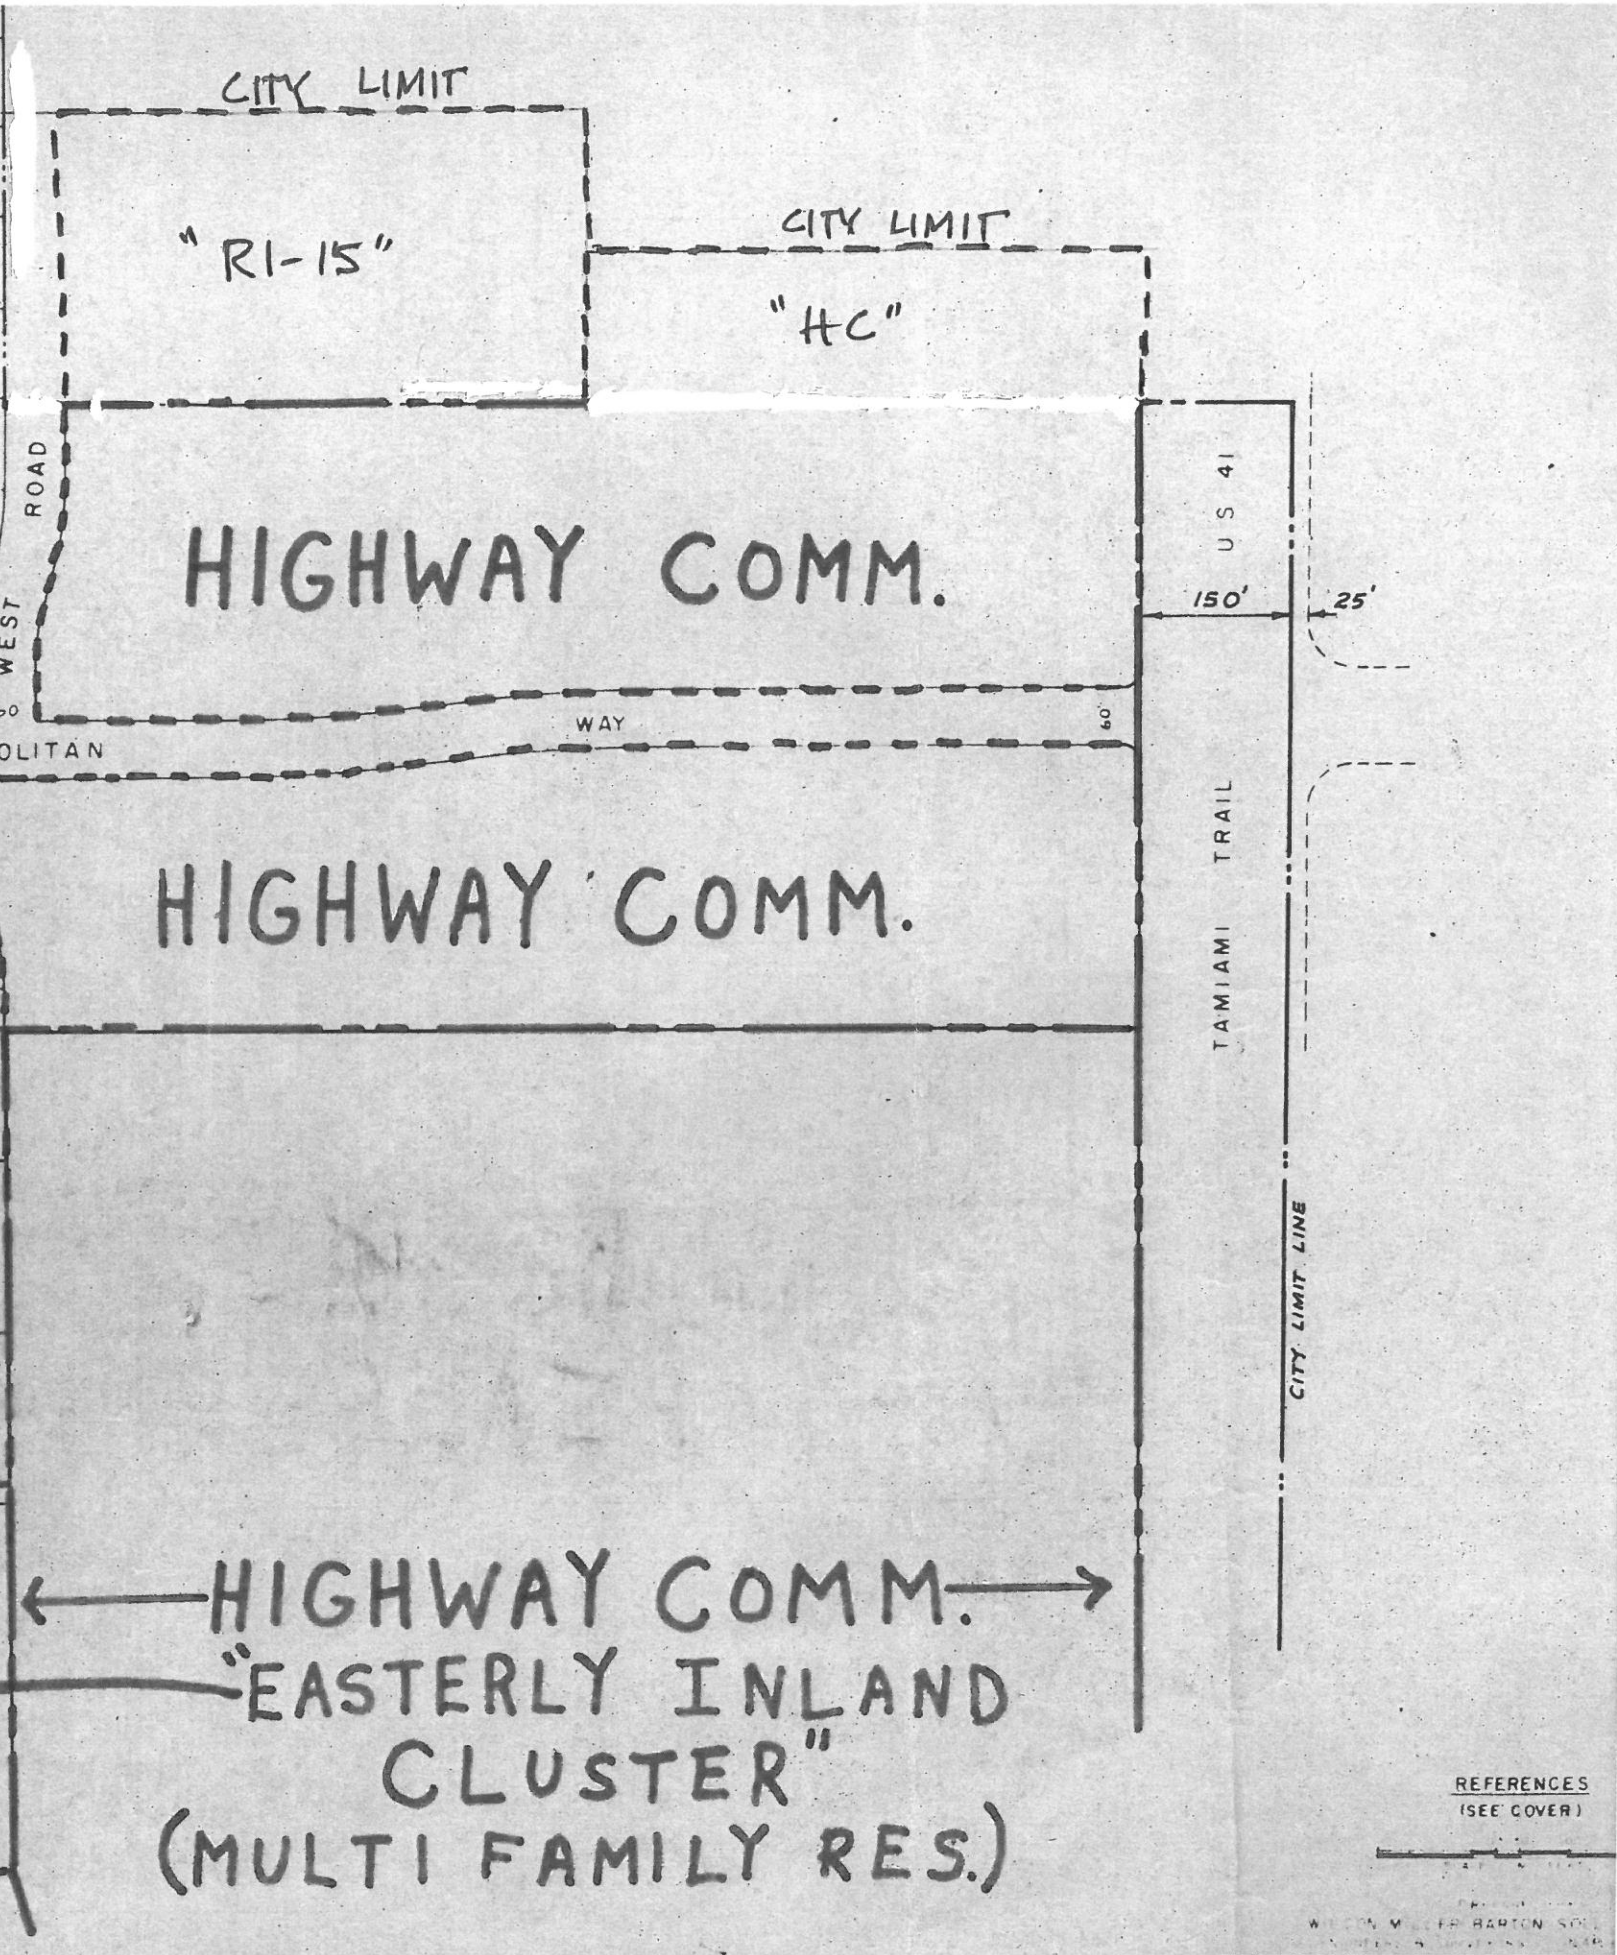 CITY LIMIT
"R1-15"
CITY LIMIT
"HC"
ROAD
WEST
US 41
HIGHWAY COMM.
150'
25'
60'
WAY
OLITAN
TAMIAMI TRAIL
HIGHWAY COMM.
CITY LIMIT LINE
HIGHWAY COMM.
"EASTERLY INLAND
CLUSTER"
(MULTI FAMILY RES.)
REFERENCES
(SEE COVER)
BARTON